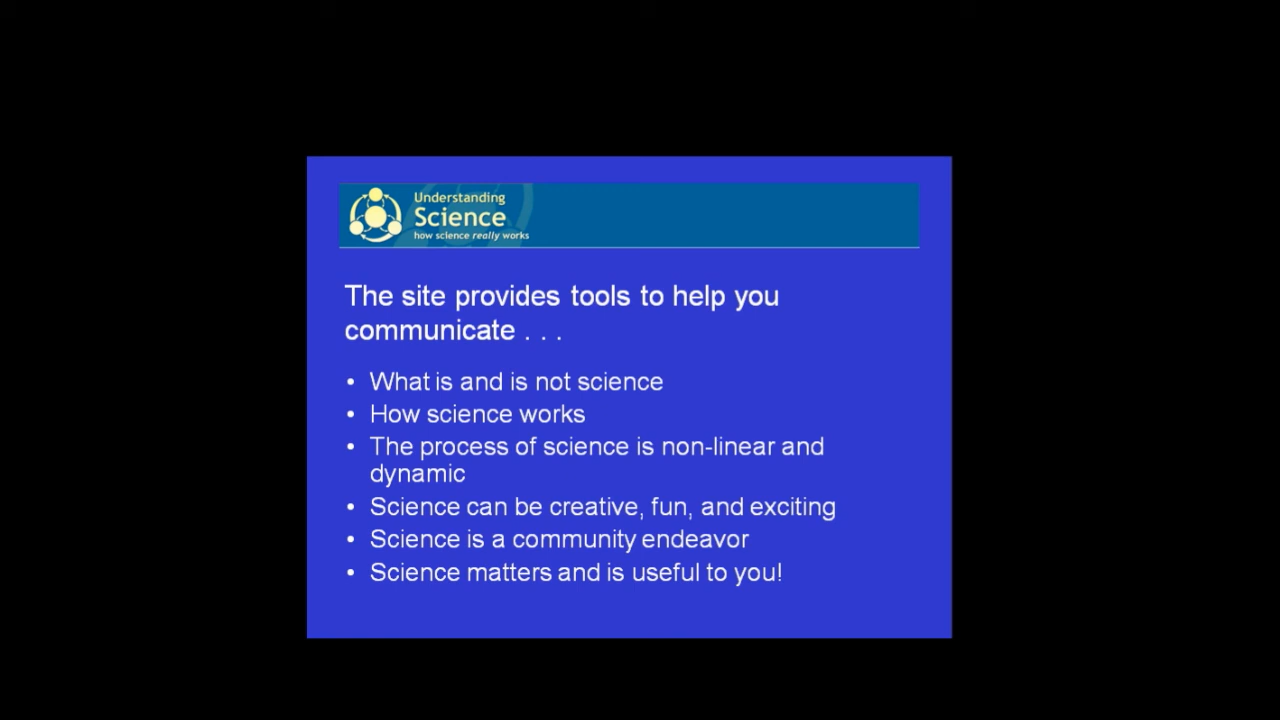 Understanding
Science
how science really works
The site provides tools to help you
communicate . . .
• What is and is not science
• How science works
• The process of science is non-linear and
dynamic
• Science can be creative, fun, and exciting
• Science is a community endeavor
• Science matters and is useful to you!